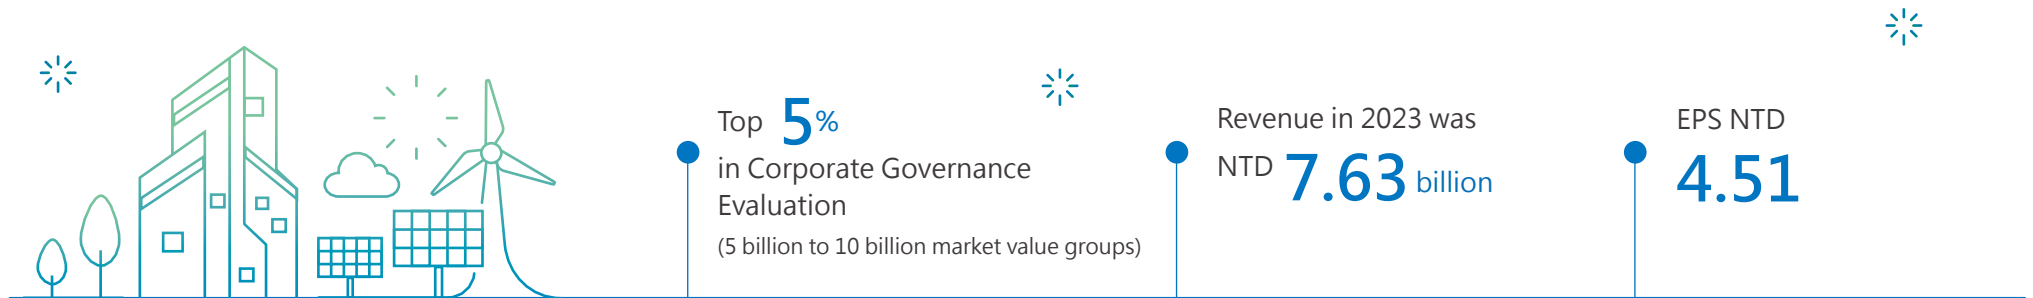 Top 5%
in Corporate Governance
Evaluation
(5 billion to 10 billion market value groups)
Revenue in 2023 was
NTD 7.63 billion
EPS NTD
4.51